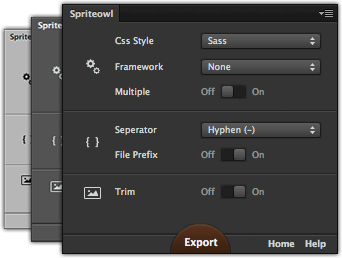 Spriteowl
Css Style Sass
Framework None
Multiple Off On
Seperator Hyphen (-)
File Prefix Off On
Trim Off On
Export Home Help